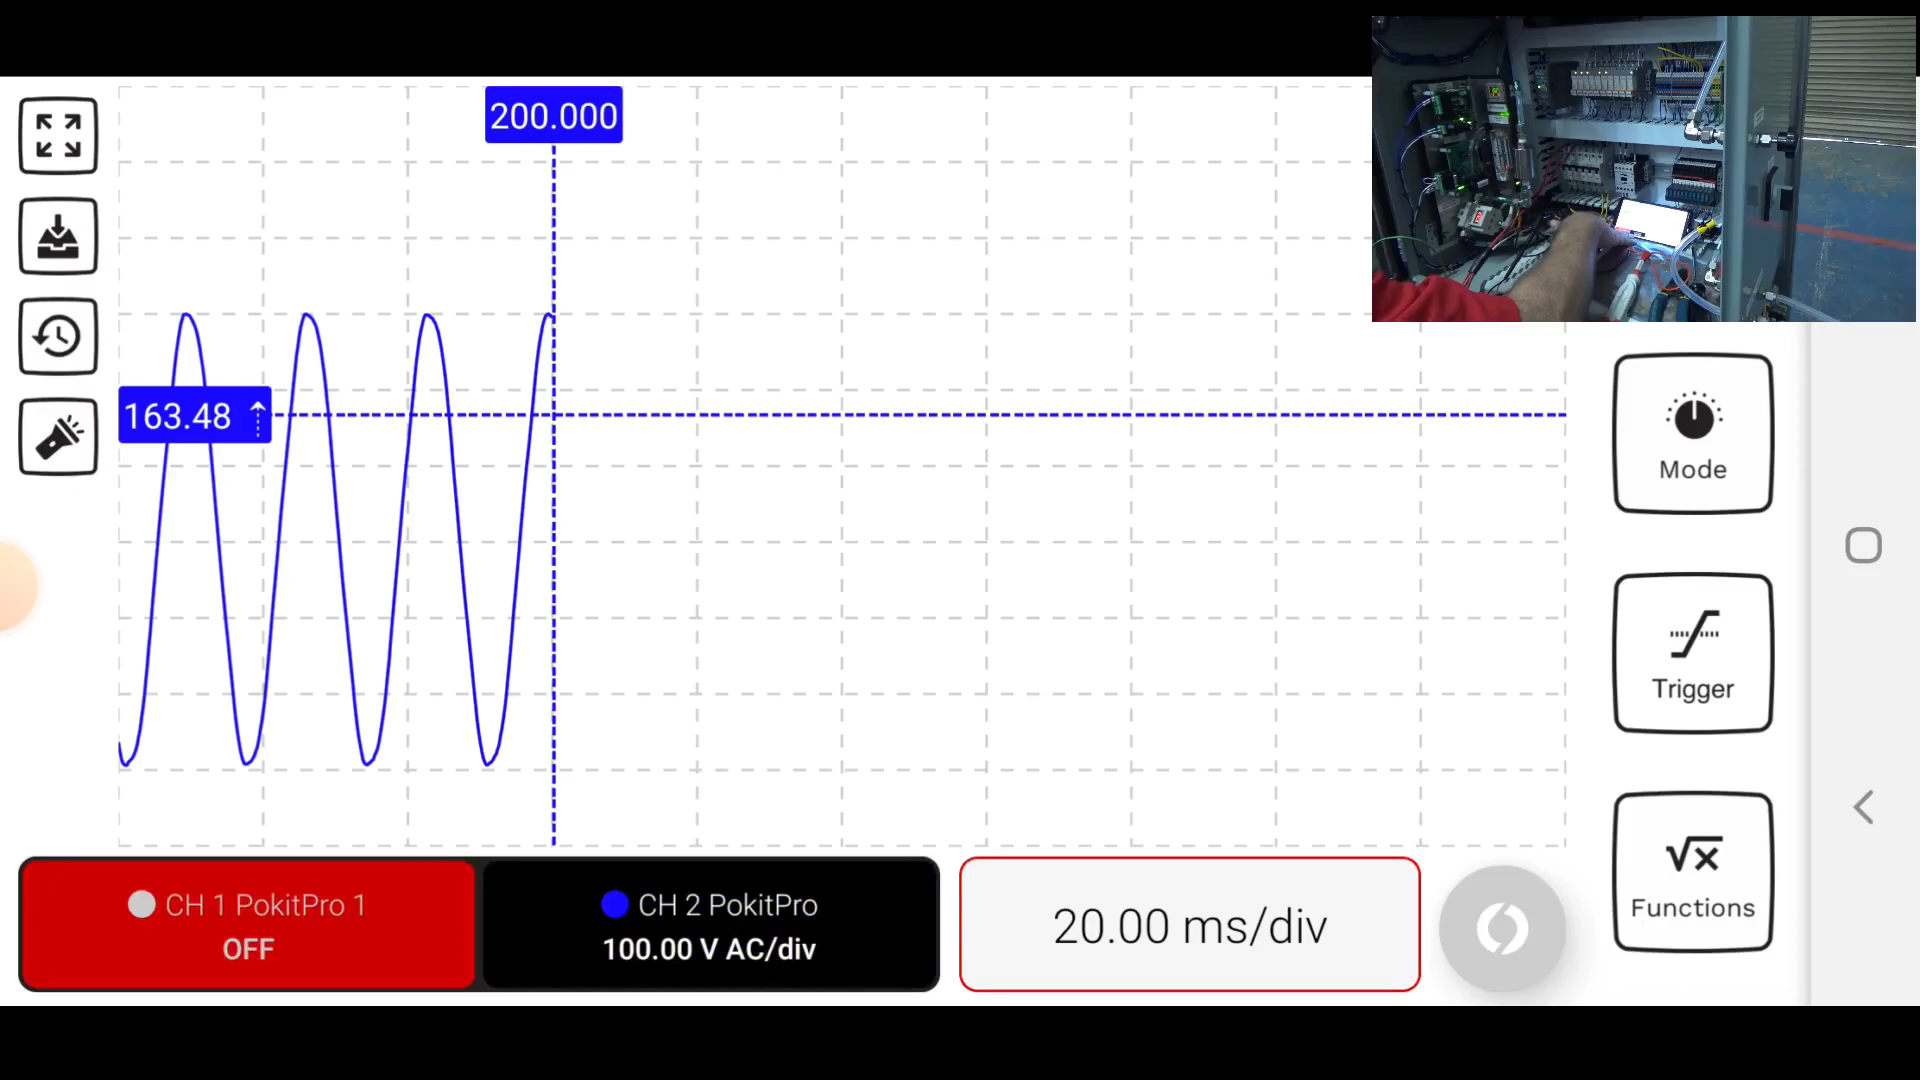 200.000
163.48
Mode
Trigger
Functions
CH 1 PokitPro 1
OFF
CH 2 PokitPro
100.00 V AC/div
20.00 ms/div